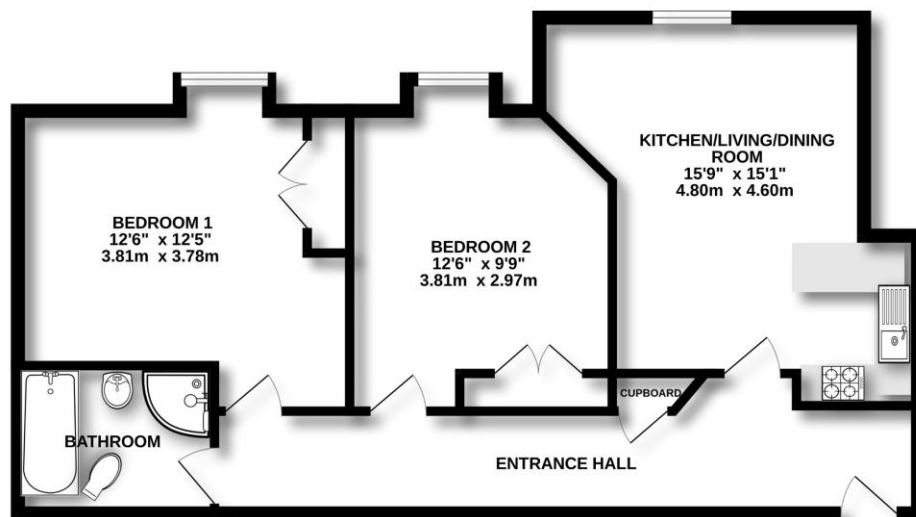 KITCHEN/LIVING/DINING
ROOM
15'9" x 15'1"
4.80m x 4.60m
BEDROOM 1
12'6" x 12'5"
3.81m x 3.78m
BEDROOM 2
12'6" x 9'9"
3.81m x 2.97m
CUPBOARD
BATHROOM
ENTRANCE HALL